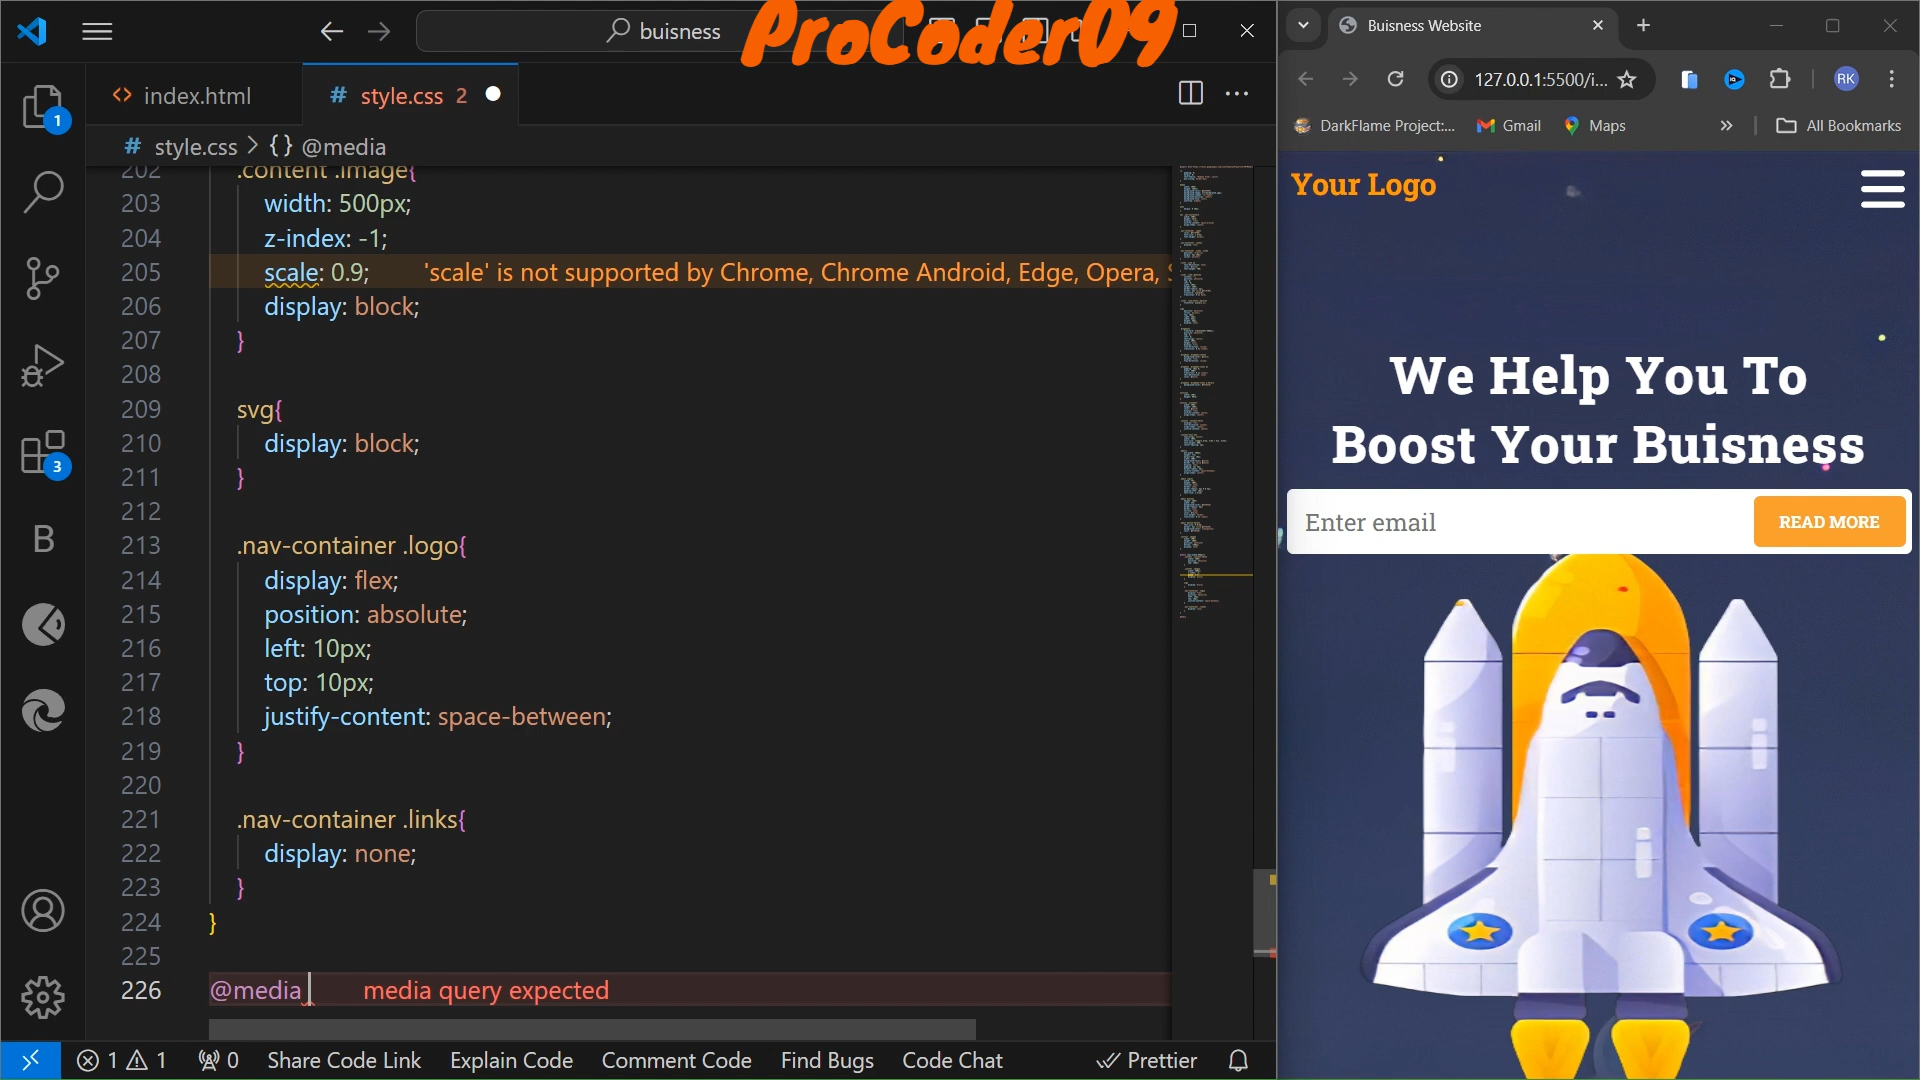 buisness
ProCoder09
Buisness Website
127.0.0.1:5500/i...
RK
DarkFlame Project:...
Gmail
Maps
All Bookmarks
index.html
style.css 2
style.css > {} @media
202 .content .image{
203 width: 500px;
204 z-index: -1;
205 scale: 0.9; 'scale' is not supported by Chrome, Chrome Android, Edge, Opera,
206 display: block;
207 }
208
209 svg{
210 display: block;
211 }
212
213 .nav-container .logo{
214 display: flex;
215 position: absolute;
216 left: 10px;
217 top: 10px;
218 justify-content: space-between;
219 }
220
221 .nav-container .links{
222 display: none;
223 }
224 }
225
226 @media media query expected
1
3
B
1 1 0 Share Code Link Explain Code Comment Code Find Bugs Code Chat Prettier
Your Logo
We Help You To
Boost Your Buisness
Enter email
READ MORE